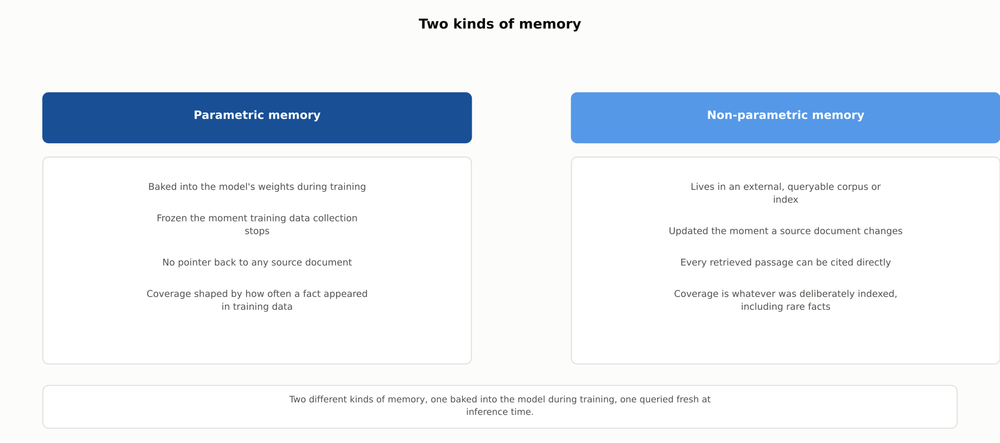 Two kinds of memory
Parametric memory
Baked into the model's weights during training
Frozen the moment training data collection
stops
No pointer back to any source document
Coverage shaped by how often a fact appeared
in training data
Non-parametric memory
Lives in an external, queryable corpus or
index
Updated the moment a source document changes
Every retrieved passage can be cited directly
Coverage is whatever was deliberately indexed,
including rare facts
Two different kinds of memory, one baked into the model during training, one queried fresh at
inference time.